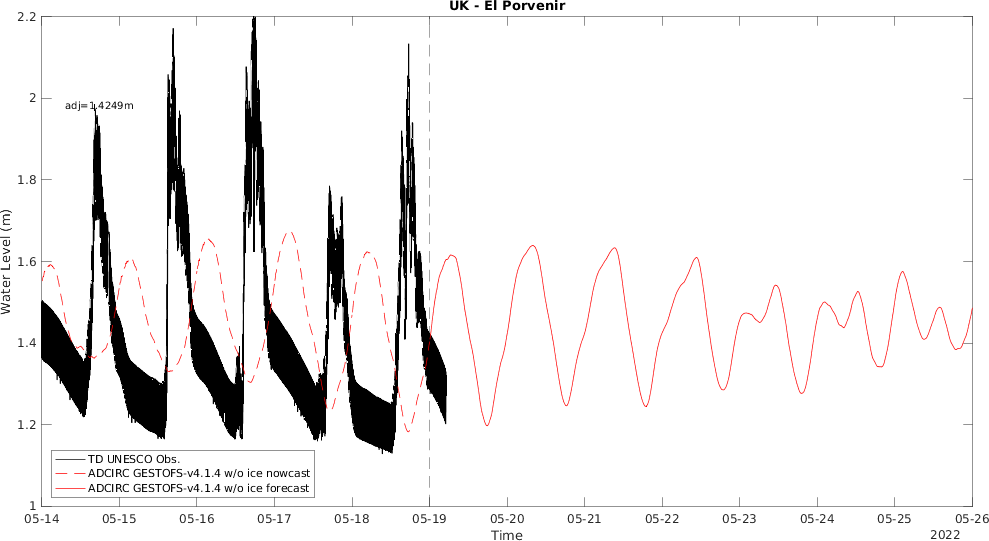 UK - El Porvenir
2.2
2
1.8
1.6
1.4
1.2
1
Water Level (m)
adj=1.4249m
TD UNESCO Obs.
ADCIRC GESTOFS-v4.1.4 w/o ice nowcast
ADCIRC GESTOFS-v4.1.4 w/o ice forecast
05-14 05-15 05-16 05-17 05-18 05-19 05-20 05-21 05-22 05-23 05-24 05-25 05-26
Time
2022